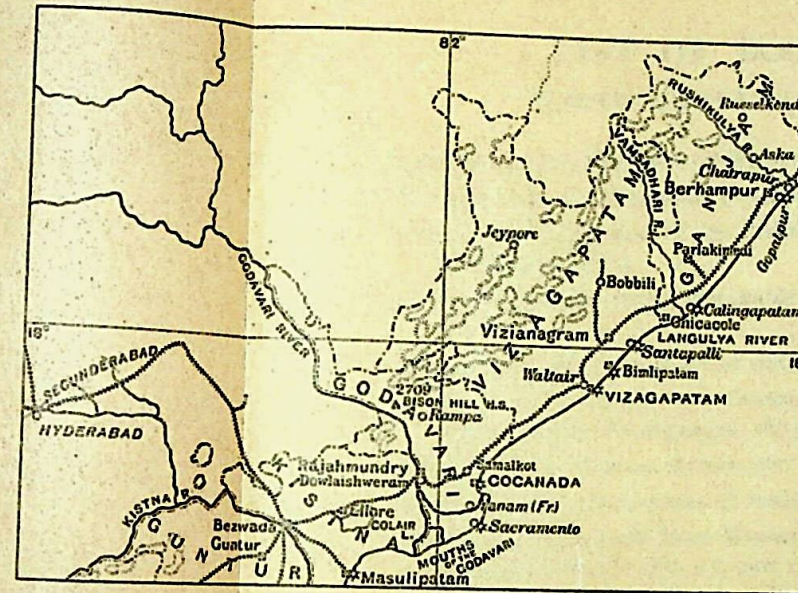 82°
RUSHIKULYA R.
Russelkond
Aska
Chatrapur
Berhampur
Gopalpur
GANJAM
VAMSADHARI R.
Jeypore
Parlakimedi
VIZAGAPATAM
Bobbili
GODAVARI RIVER
Calingapatam
Chicacole
18°
Vizianagram
LANGULYA RIVER
Santapalli
SECUNDERABAD
Waltair
Bimlipatam
GODAVARI
2709
BISON HILL H.S.
VIZAGAPATAM
Rampa
HYDERABAD
Rajahmundry
Samalkot
Dowlaishweram
COCANADA
KISTNA R.
KISTNA
Ellore
Yanam (Fr.)
Bezwada
COLAIR L.
Sacramento
GUNTUR
Guntur
MOUTHS OF THE GODAVARI
Masulipatam